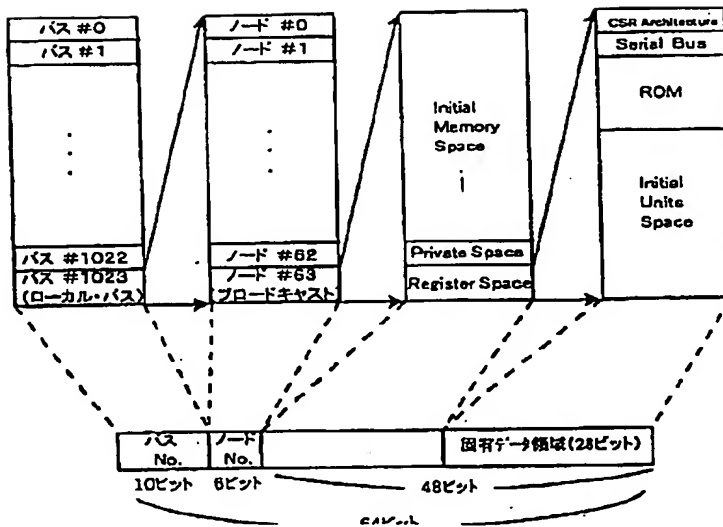 バス #0
バス #1
バス #1022
バス #1023
(ローカル・バス)
ノード #0
ノード #1
ノード #62
ノード #63
(ブロードキャスト)
Initial
Memory
Space
Private Space
Register Space
CSR Architecture
Serial Bus
ROM
Initial
Units
Space
バス
No.
ノード
No.
固有データ領域(28ビット)
10ビット
6ビット
48ビット
64ビット